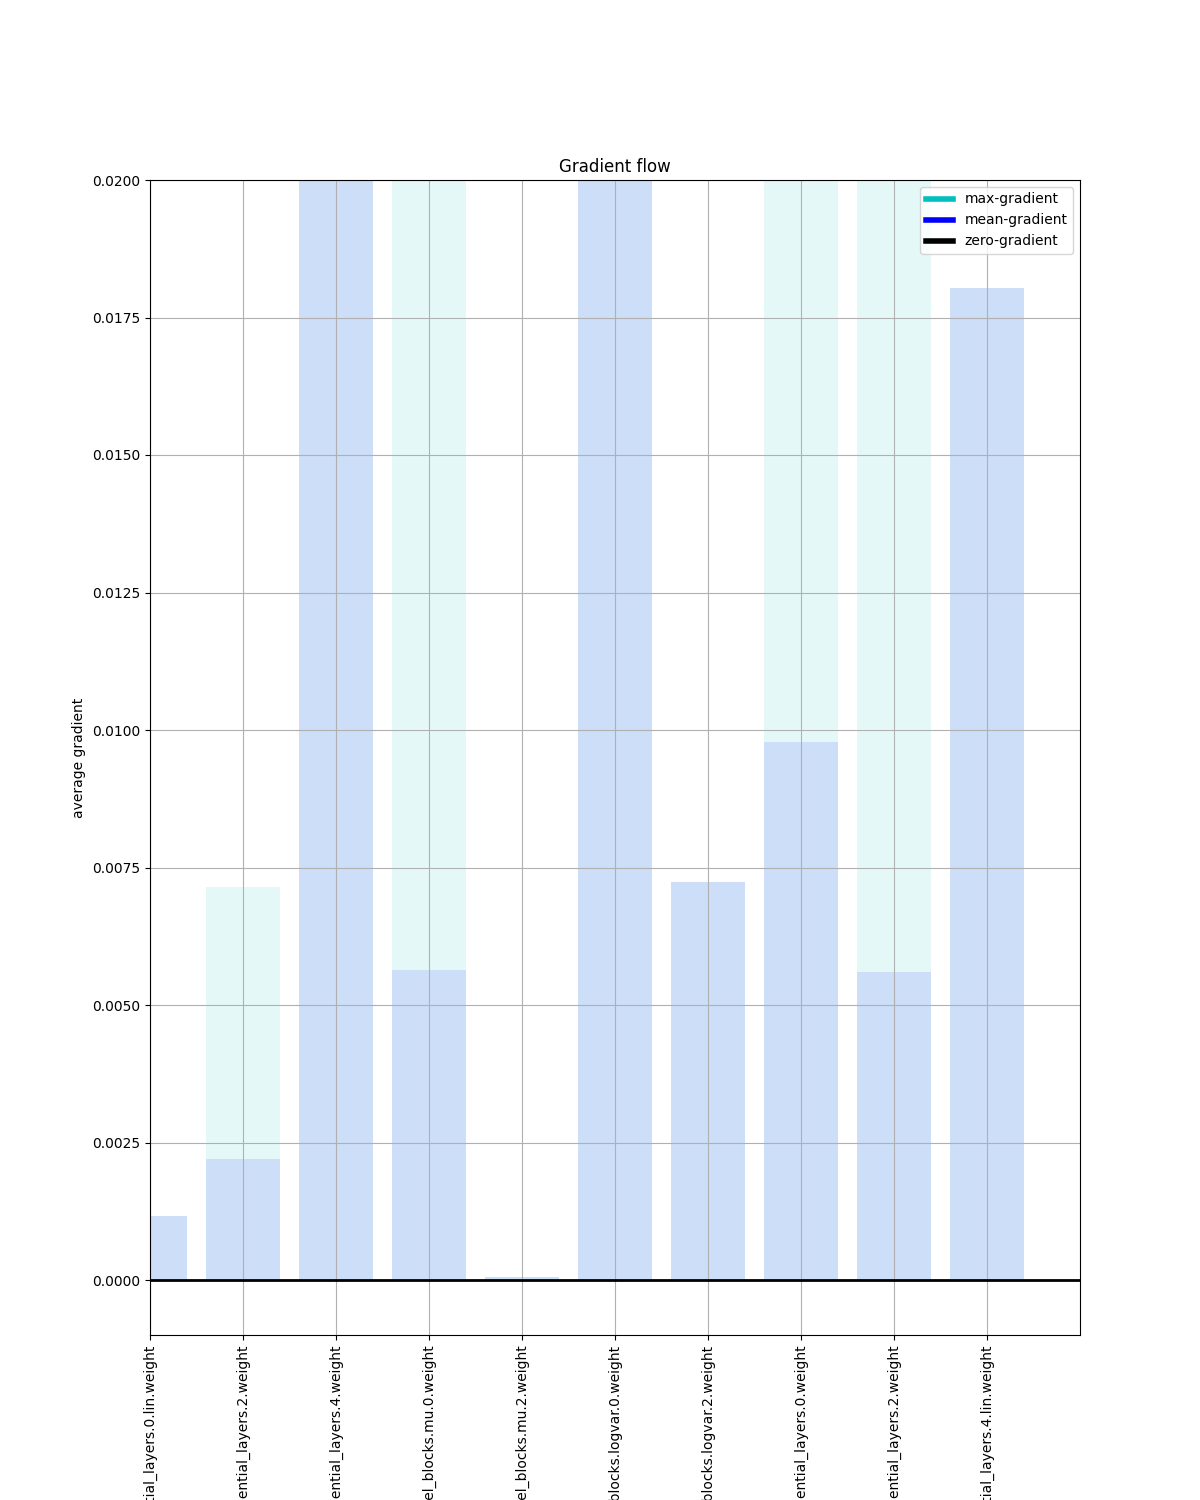 Gradient flow
max-gradient
mean-gradient
zero-gradient
0.0200
0.0175
0.0150
0.0125
0.0100
0.0075
0.0050
0.0025
0.0000
average gradient
tial_layers.0.lin.weight
ential_layers.2.weight
ential_layers.4.weight
el_blocks.mu.0.weight
el_blocks.mu.2.weight
blocks.logvar.0.weight
blocks.logvar.2.weight
ential_layers.0.weight
ential_layers.2.weight
tial_layers.4.lin.weight